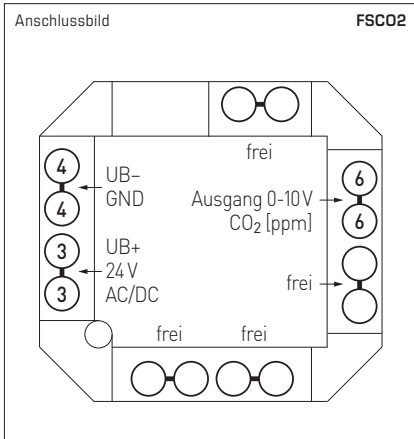 Anschlussbild FSCO2
frei
4
4
UB–
GND
3
3
UB+
24 V
AC/DC
Ausgang 0-10 V
CO₂ [ppm]
6
6
frei
frei frei